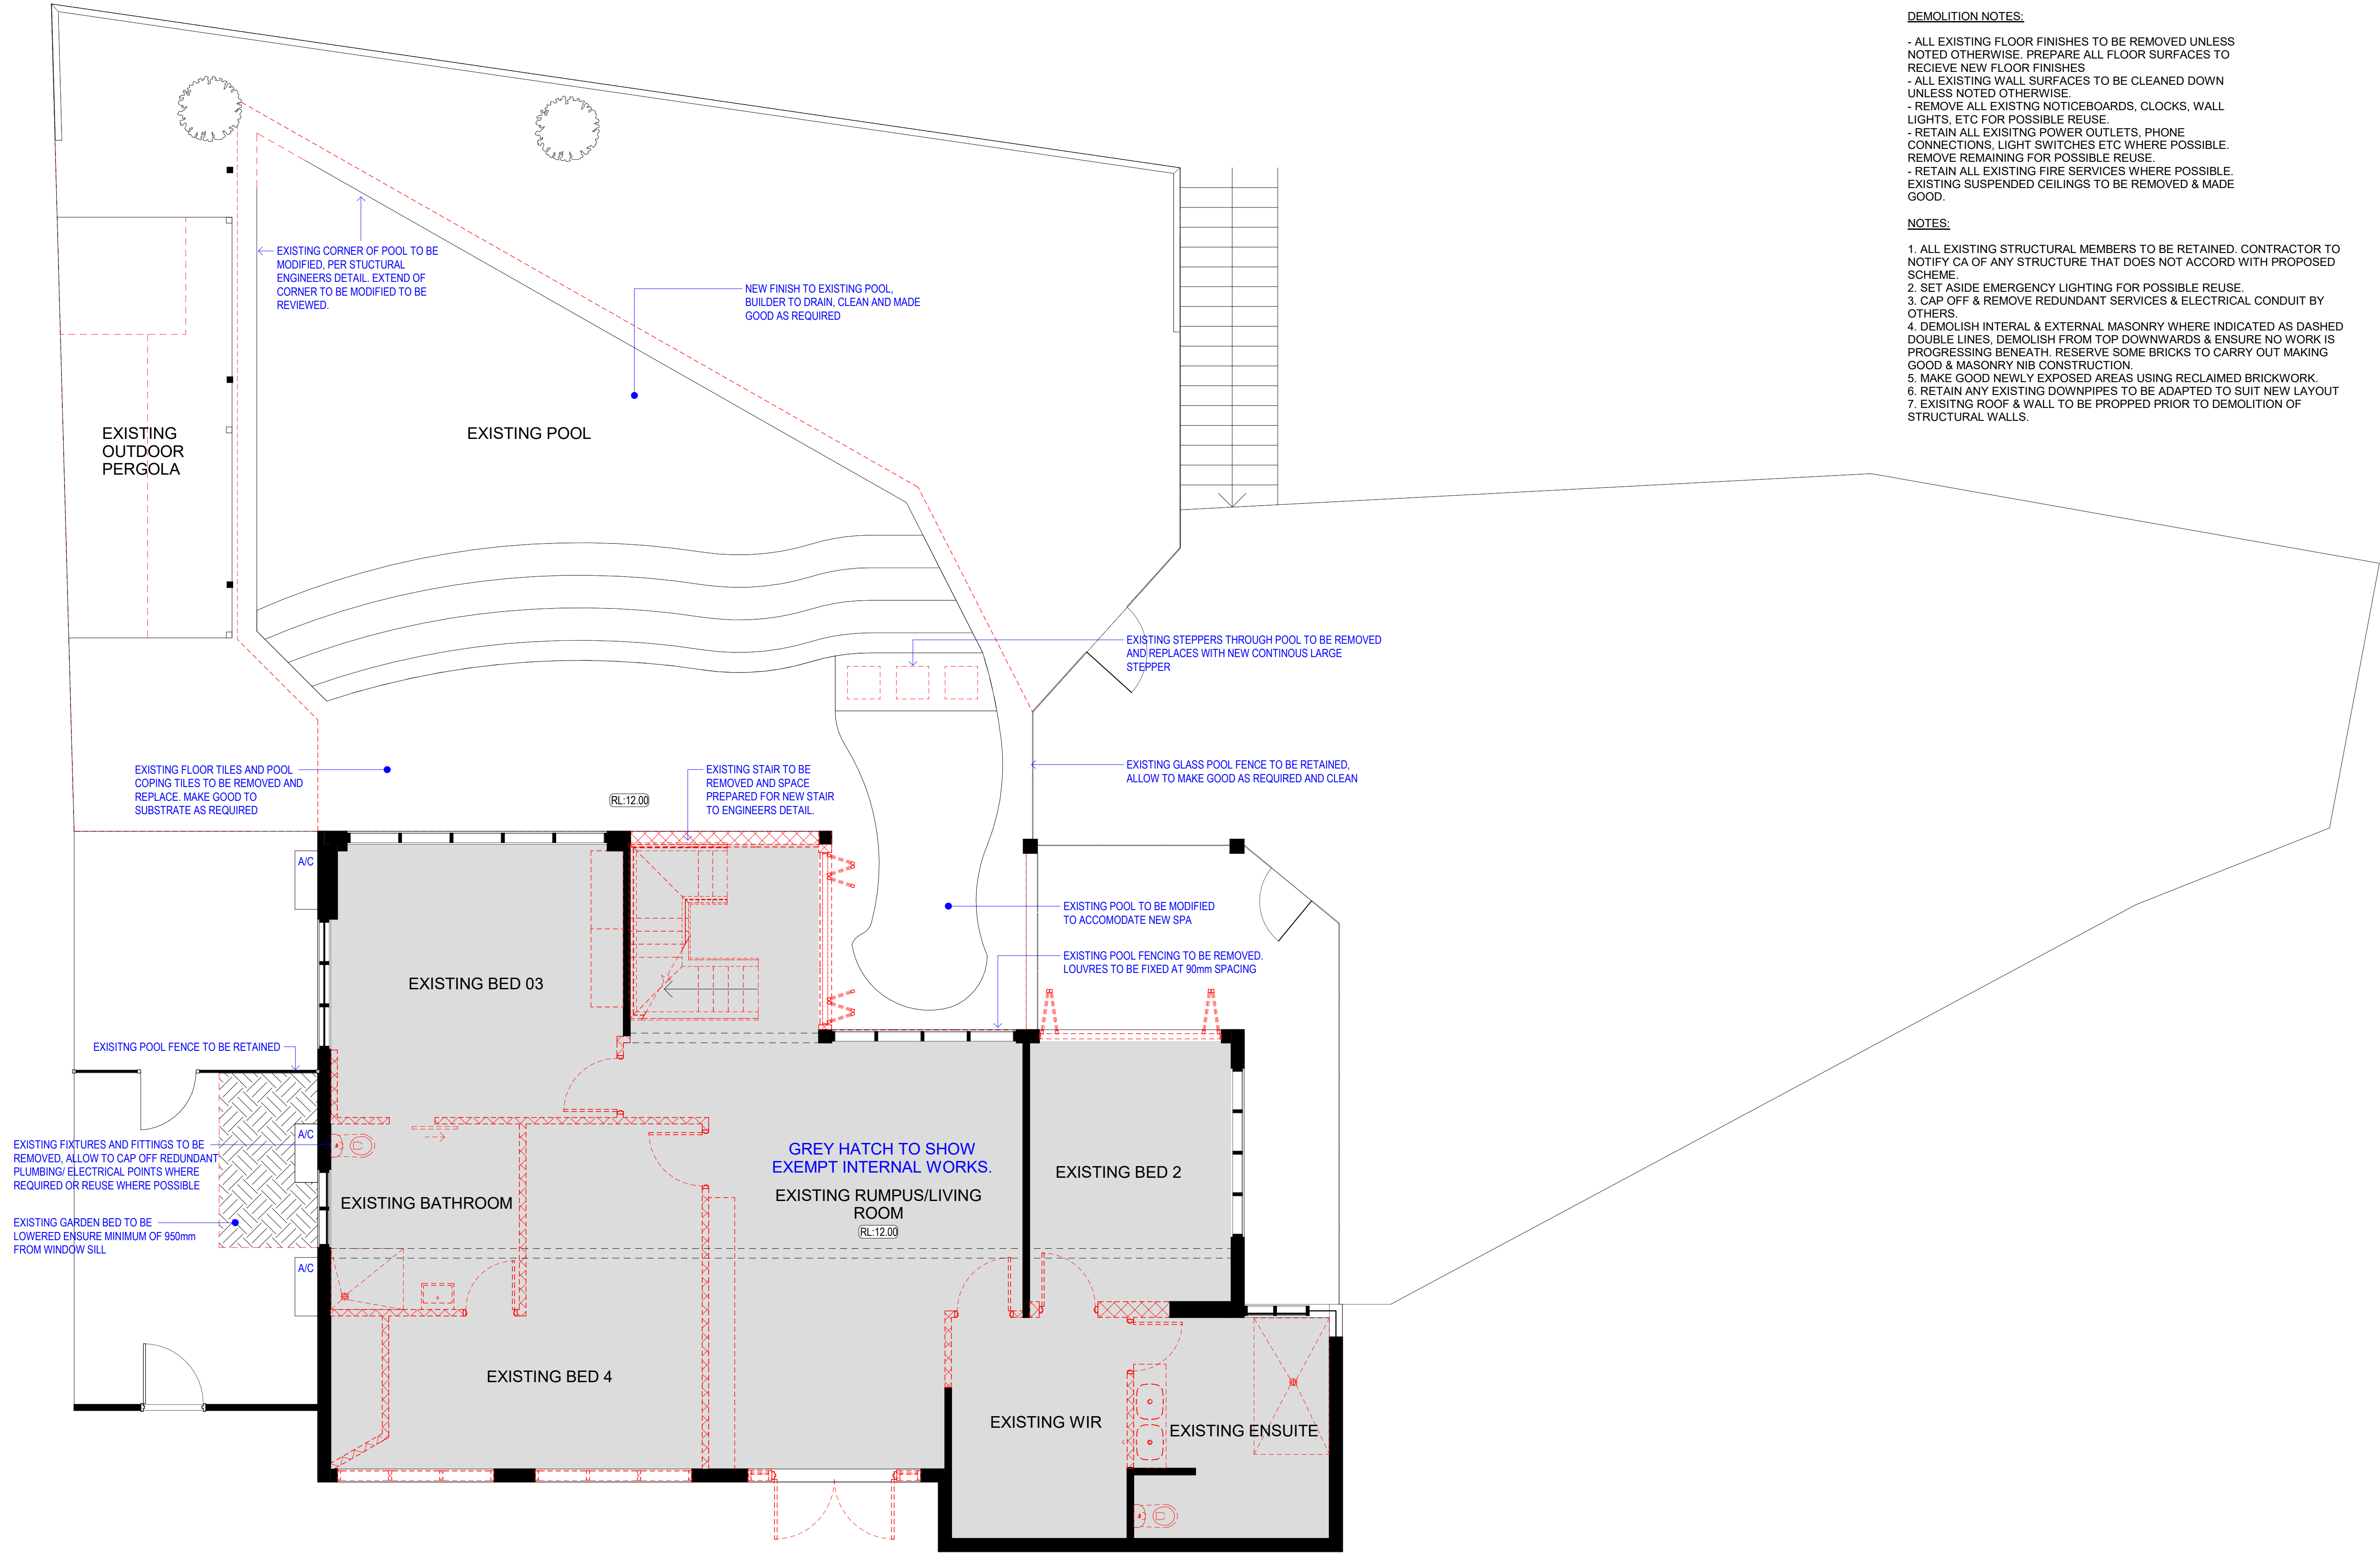 DEMOLITION NOTES:
- ALL EXISTING FLOOR FINISHES TO BE REMOVED UNLESS
NOTED OTHERWISE. PREPARE ALL FLOOR SURFACES TO
RECIEVE NEW FLOOR FINISHES
- ALL EXISTING WALL SURFACES TO BE CLEANED DOWN
UNLESS NOTED OTHERWISE.
- REMOVE ALL EXISTNG NOTICEBOARDS, CLOCKS, WALL
LIGHTS, ETC FOR POSSIBLE REUSE.
- RETAIN ALL EXISITNG POWER OUTLETS, PHONE
CONNECTIONS, LIGHT SWITCHES ETC WHERE POSSIBLE.
REMOVE REMAINING FOR POSSIBLE REUSE.
- RETAIN ALL EXISTING FIRE SERVICES WHERE POSSIBLE.
EXISTING SUSPENDED CEILINGS TO BE REMOVED & MADE
GOOD.
NOTES:
1. ALL EXISTING STRUCTURAL MEMBERS TO BE RETAINED. CONTRACTOR TO
NOTIFY CA OF ANY STRUCTURE THAT DOES NOT ACCORD WITH PROPOSED
SCHEME.
2. SET ASIDE EMERGENCY LIGHTING FOR POSSIBLE REUSE.
3. CAP OFF & REMOVE REDUNDANT SERVICES & ELECTRICAL CONDUIT BY
OTHERS.
4. DEMOLISH INTERAL & EXTERNAL MASONRY WHERE INDICATED AS DASHED
DOUBLE LINES, DEMOLISH FROM TOP DOWNWARDS & ENSURE NO WORK IS
PROGRESSING BENEATH. RESERVE SOME BRICKS TO CARRY OUT MAKING
GOOD & MASONRY NIB CONSTRUCTION.
5. MAKE GOOD NEWLY EXPOSED AREAS USING RECLAIMED BRICKWORK.
6. RETAIN ANY EXISTING DOWNPIPES TO BE ADAPTED TO SUIT NEW LAYOUT
7. EXISITNG ROOF & WALL TO BE PROPPED PRIOR TO DEMOLITION OF
STRUCTURAL WALLS.
EXISTING CORNER OF POOL TO BE
MODIFIED, PER STUCTURAL
ENGINEERS DETAIL. EXTEND OF
CORNER TO BE MODIFIED TO BE
REVIEWED.
NEW FINISH TO EXISTING POOL,
BUILDER TO DRAIN, CLEAN AND MADE
GOOD AS REQUIRED
EXISTING
OUTDOOR
PERGOLA
EXISTING POOL
EXISTING STEPPERS THROUGH POOL TO BE REMOVED
AND REPLACES WITH NEW CONTINOUS LARGE
STEPPER
EXISTING FLOOR TILES AND POOL
COPING TILES TO BE REMOVED AND
REPLACE. MAKE GOOD TO
SUBSTRATE AS REQUIRED
RL:12.00
EXISTING STAIR TO BE
REMOVED AND SPACE
PREPARED FOR NEW STAIR
TO ENGINEERS DETAIL.
EXISTING GLASS POOL FENCE TO BE RETAINED,
ALLOW TO MAKE GOOD AS REQUIRED AND CLEAN
A/C
EXISTING POOL TO BE MODIFIED
TO ACCOMODATE NEW SPA
EXISTING POOL FENCING TO BE REMOVED.
LOUVRES TO BE FIXED AT 90mm SPACING
EXISTING BED 03
EXISITNG POOL FENCE TO BE RETAINED
A/C
EXISTING FIXTURES AND FITTINGS TO BE
REMOVED, ALLOW TO CAP OFF REDUNDANT
PLUMBING/ ELECTRICAL POINTS WHERE
REQUIRED OR REUSE WHERE POSSIBLE
GREY HATCH TO SHOW
EXEMPT INTERNAL WORKS.
EXISTING BED 2
EXISTING BATHROOM
EXISTING RUMPUS/LIVING
ROOM
RL:12.00
EXISTING GARDEN BED TO BE
LOWERED ENSURE MINIMUM OF 950mm
FROM WINDOW SILL
A/C
EXISTING BED 4
EXISTING WIR
EXISTING ENSUITE